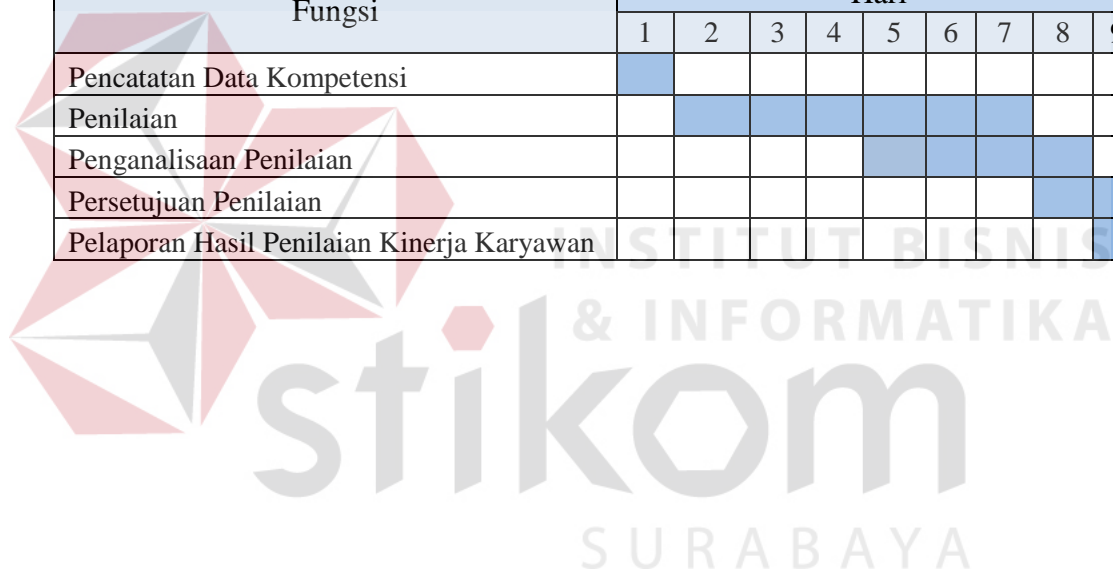 Fungsi
Hari
1 2 3 4 5 6 7 8 9
Pencatatan Data Kompetensi
Penilaian
Penganalisaan Penilaian
Persetujuan Penilaian
Pelaporan Hasil Penilaian Kinerja Karyawan
INSTITUT BISNIS
& INFORMATIKA
stikom
SURABAYA